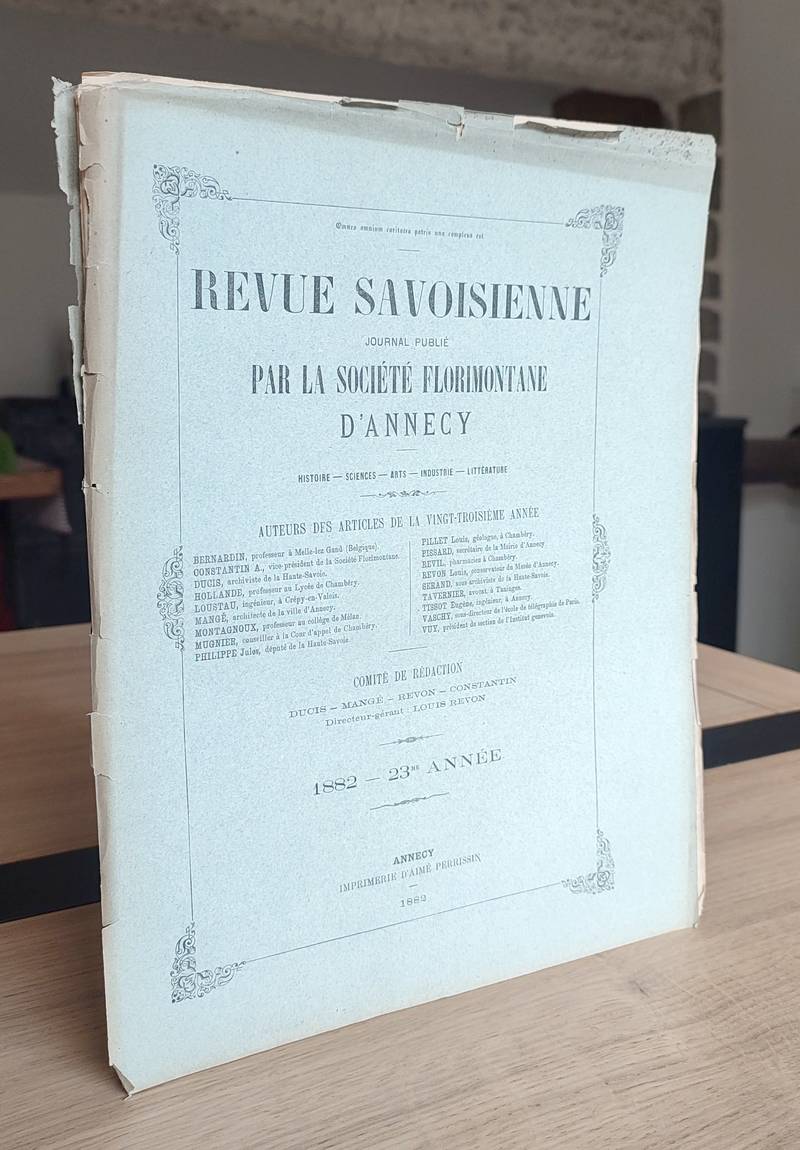 Omnes omnium caritates patria una complexa est.
REVUE SAVOISIENNE
JOURNAL PUBLIÉ
PAR LA SOCIÉTÉ FLORIMONTANE
D'ANNECY
HISTOIRE — SCIENCES — ARTS — INDUSTRIE — LITTÉRATURE
AUTEURS DES ARTICLES DE LA VINGT-TROISIÈME ANNÉE
BERNARDIN, professeur à Melle-lez Gand (Belgique).
CONSTANTIN A., vice-président de la Société Florimontane.
DUCIS, archiviste de la Haute-Savoie.
HOLLANDE, professeur au Lycée de Chambéry.
LOUSTAU, ingénieur, à Crépy-en-Valois.
MANGÉ, architecte de la ville d'Annecy.
MONTAGNOUX, professeur au collége de Mélan.
MUGNIER, conseiller à la Cour d'appel de Chambéry.
PHILIPPE Jules, député de la Haute-Savoie.
PILLET Louis, géologue, à Chambéry.
PISSARD, secrétaire de la Mairie d'Annecy
REVIL, pharmacien à Chambéry.
REVON Louis, conservateur du Musée d'Annecy.
SERAND, sous archiviste de la Haute-Savoie.
TAVERNIER, avocat, à Taninges.
TISSOT Eugène, ingénieur, à Annecy.
VASCHY, sous-directeur de l'école de télégraphie de Paris.
VUY, président de section de l'Institut genevois.
COMITÉ DE RÉDACTION
DUCIS — MANGÉ — REVON — CONSTANTIN
Directeur-gérant : LOUIS REVON
1882 — 23ME ANNÉE
ANNECY
IMPRIMERIE D'AIMÉ PERRISSIN
1882